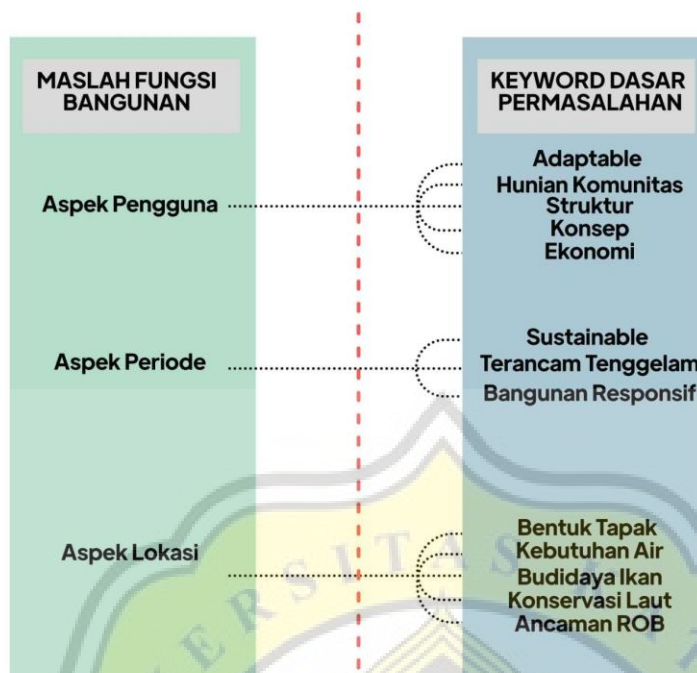 MASLAH FUNGSI
BANGUNAN
KEYWORD DASAR
PERMASALAHAN
Aspek Pengguna
Adaptable
Hunian Komunitas
Struktur
Konsep
Ekonomi
Aspek Periode
Sustainable
Terancam Tenggelam
Bangunan Responsif
Aspek Lokasi
Bentuk Tapak
Kebutuhan Air
Budidaya Ikan
Konservasi Laut
Ancaman ROB